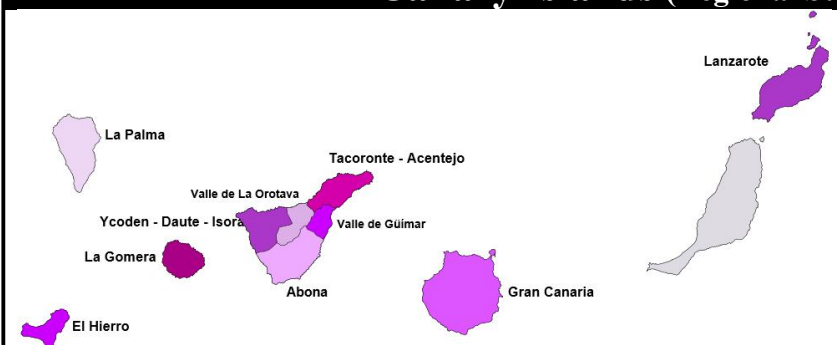 Lanzarote
La Palma
Tacoronte - Acentejo
Valle de La Orotava
Ycoden - Daute - Isora
Valle de Güímar
La Gomera
Abona
Gran Canaria
El Hierro